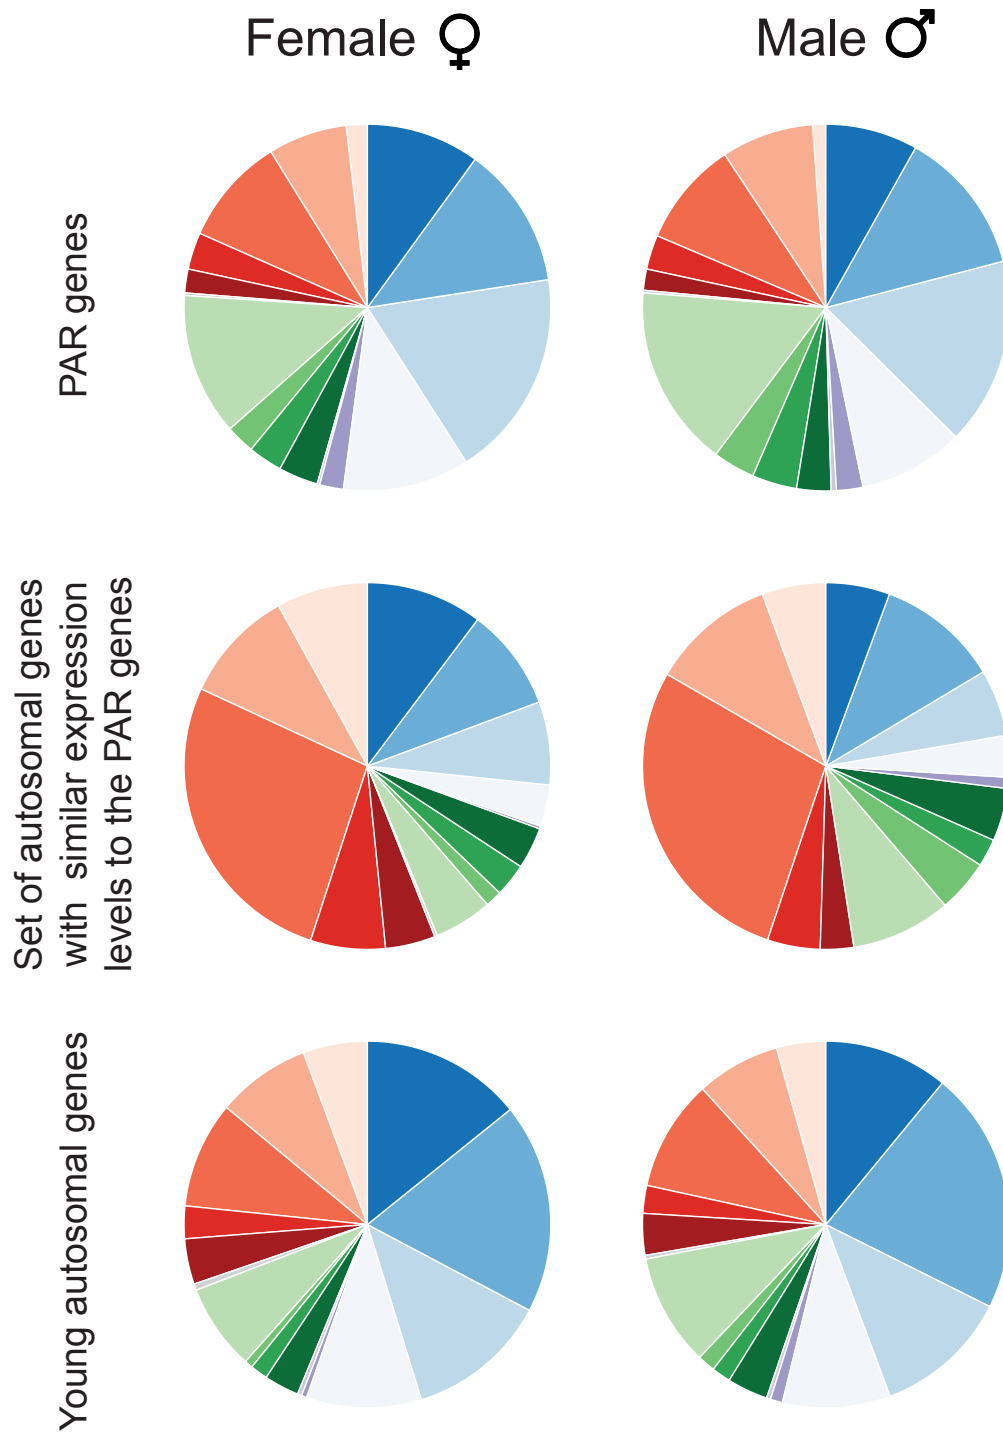 Female ♀
Male ♂
PAR genes
Set of autosomal genes
with similar expression
levels to the PAR genes
Young autosomal genes